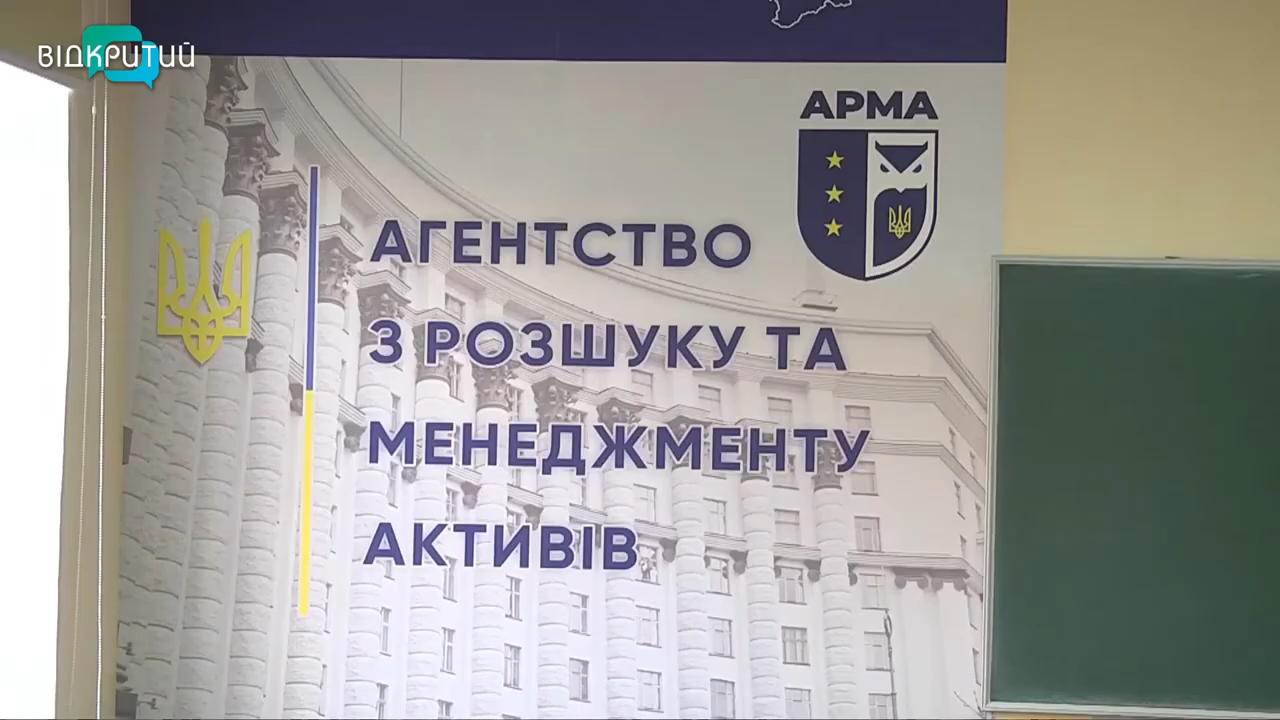 ВІДКРИТИЙ
АРМА
АГЕНТСТВО
З РОЗШУКУ ТА
МЕНЕДЖМЕНТУ
АКТИВІВ